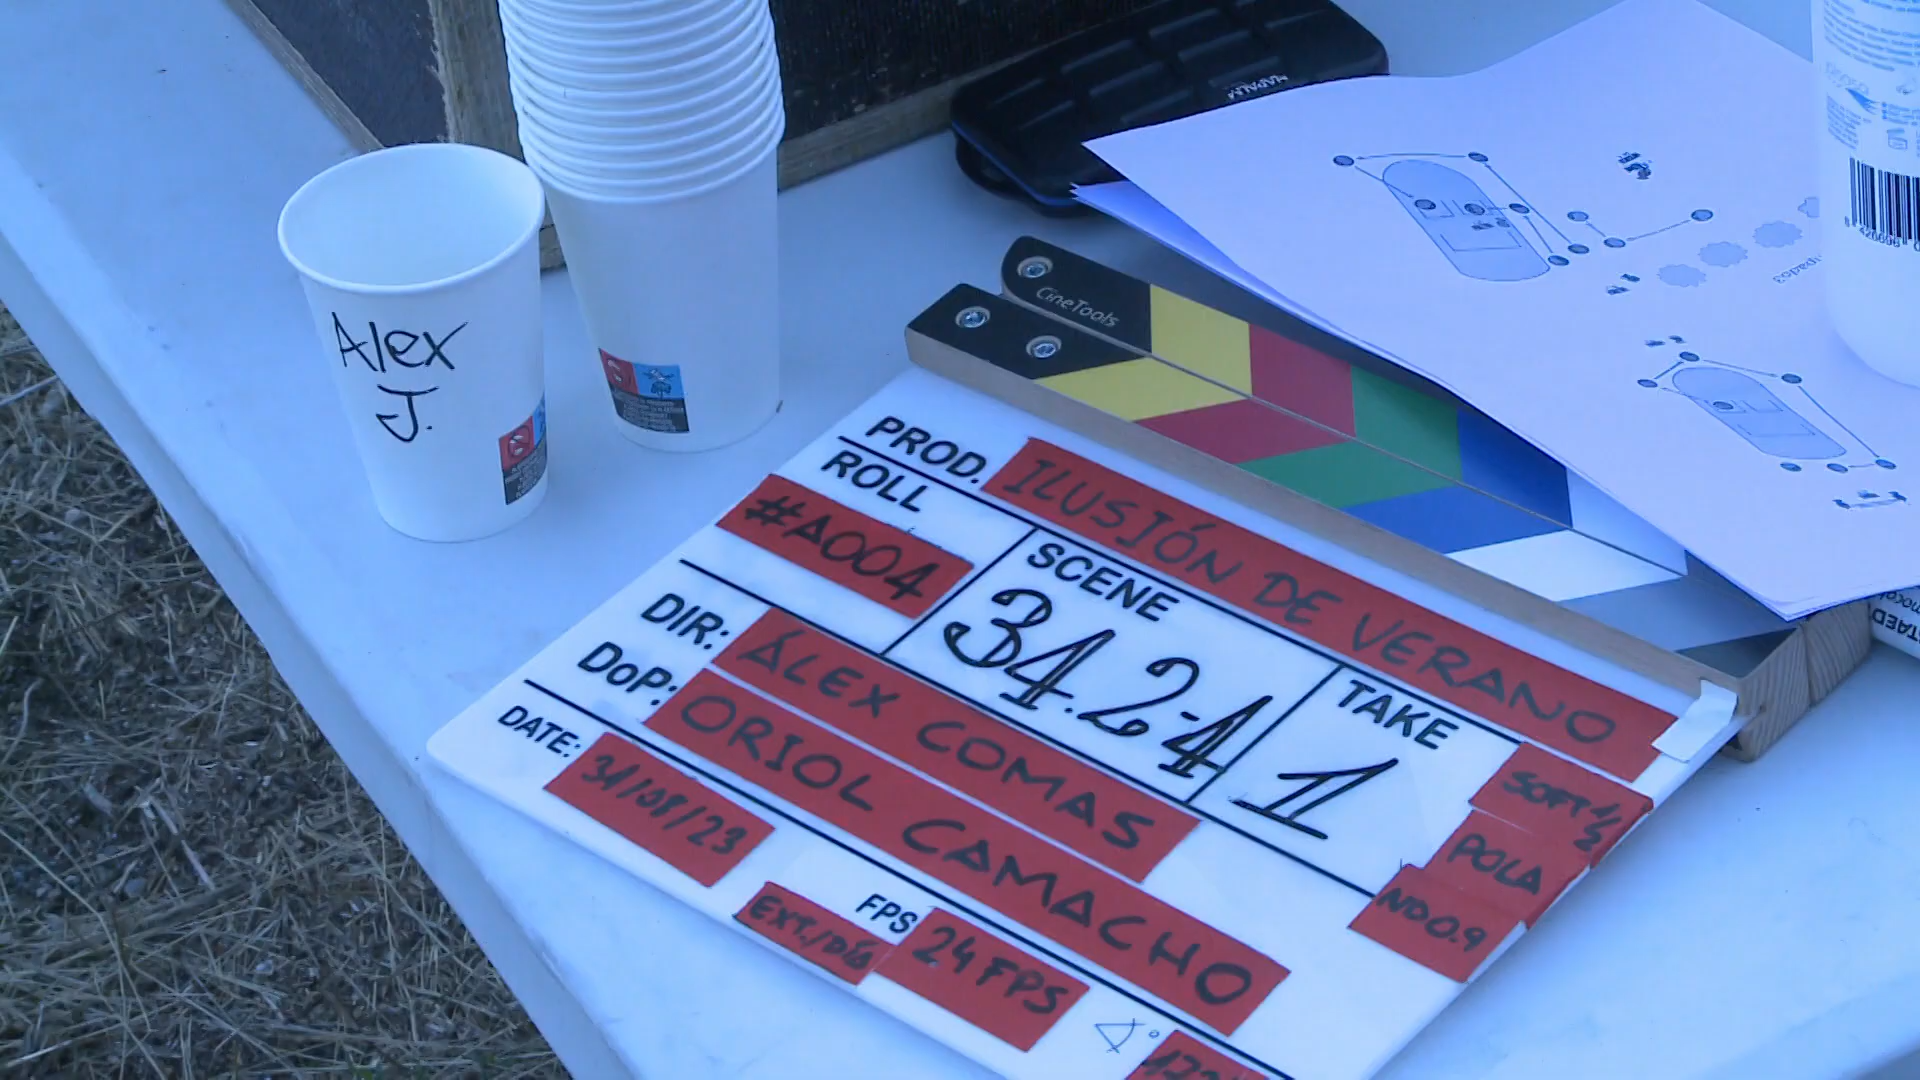 Alex
J.
CineTools
PROD. ILUSIÓN DE VERANO
ROLL
#A004
SCENE
34.2-4
TAKE
1
DIR: ÁLEX COMAS
DoP: ORIOL CAMACHO
DATE: 31/08/23
SOFT 1/2
POLA
ND0.9
EXT./DÍA
FPS
24 FPS